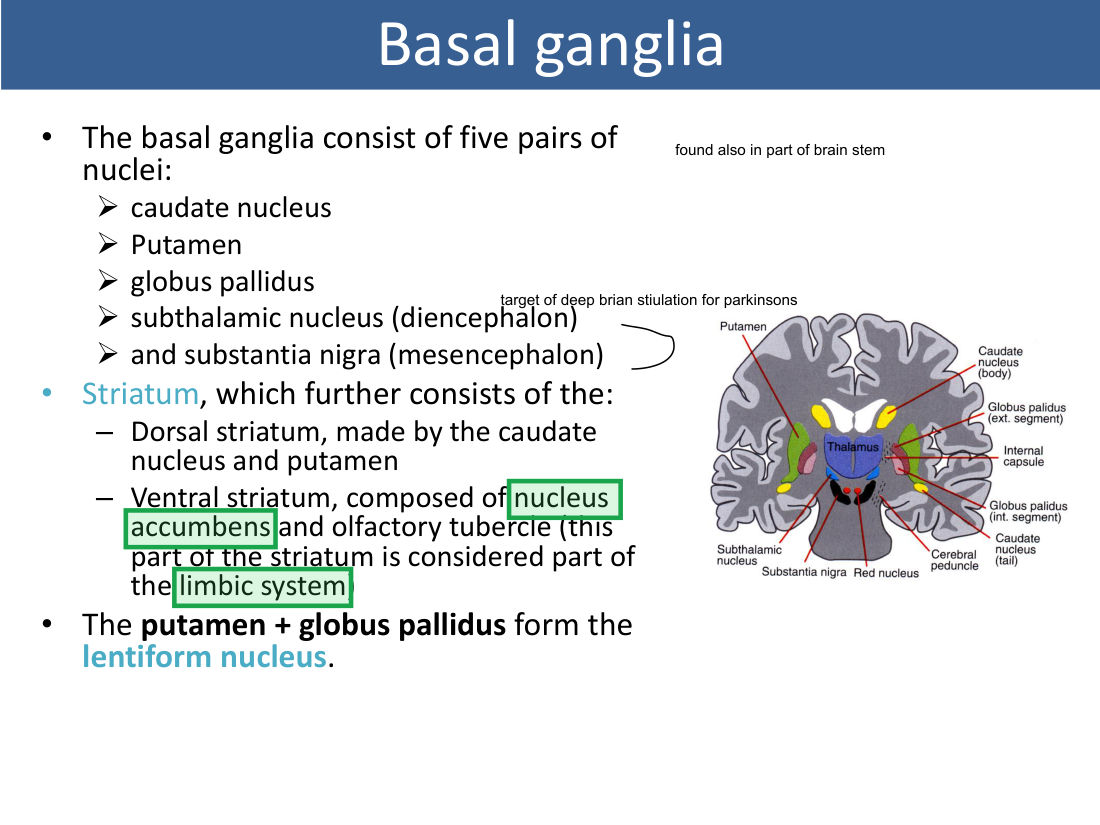 Basal ganglia
• The basal ganglia consist of five pairs of
nuclei:
found also in part of brain stem
➢ caudate nucleus
➢ Putamen
➢ globus pallidus
target of deep brian stiulation for parkinsons
➢ subthalamic nucleus (diencephalon)
➢ and substantia nigra (mesencephalon)
• Striatum, which further consists of the:
– Dorsal striatum, made by the caudate
nucleus and putamen
– Ventral striatum, composed of nucleus
accumbens and olfactory tubercle (this
part of the striatum is considered part of
the limbic system)
• The putamen + globus pallidus form the
lentiform nucleus.
Putamen
Caudate
nucleus
(body)
Globus palidus
(ext. segment)
Thalamus
Internal
capsule
Globus palidus
(int. segment)
Caudate
nucleus
(tail)
Subthalamic
nucleus
Cerebral
peduncle
Substantia nigra
Red nucleus